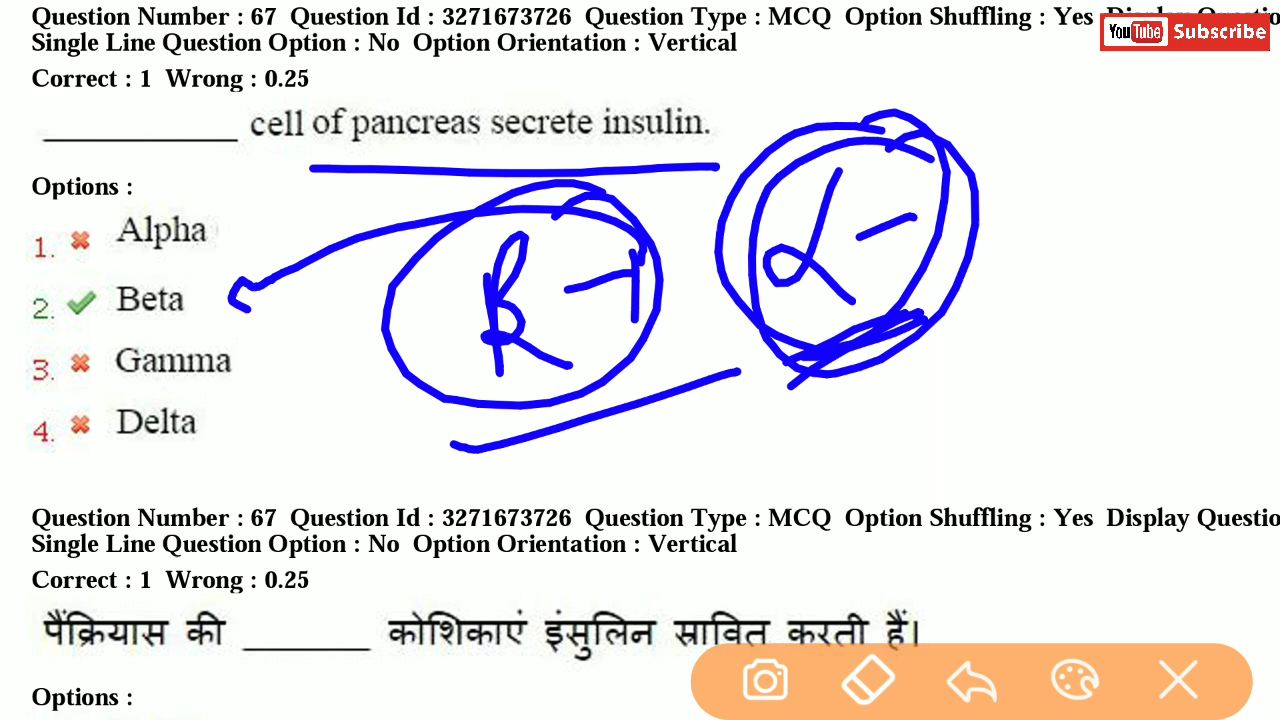 Question Number : 67 Question Id : 3271673726 Question Type : MCQ Option Shuffling : Yes Display Questio
Single Line Question Option : No Option Orientation : Vertical
YouTube Subscribe
Correct : 1 Wrong : 0.25
__________ cell of pancreas secrete insulin.
Options :
1. Alpha
2. Beta
3. Gamma
4. Delta
β –
α –
Question Number : 67 Question Id : 3271673726 Question Type : MCQ Option Shuffling : Yes Display Questio
Single Line Question Option : No Option Orientation : Vertical
Correct : 1 Wrong : 0.25
पैंक्रियास की _______ कोशिकाएं इंसुलिन स्रावित करती हैं।
Options :